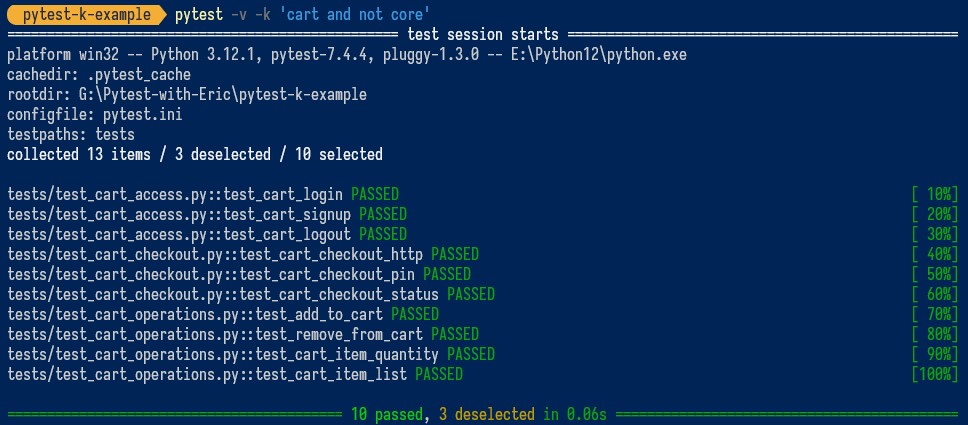 pytest-k-example pytest -v -k 'cart and not core'
================================================= test session starts =================================================
platform win32 -- Python 3.12.1, pytest-7.4.4, pluggy-1.3.0 -- E:\Python12\python.exe
cachedir: .pytest_cache
rootdir: G:\Pytest-with-Eric\pytest-k-example
configfile: pytest.ini
testpaths: tests
collected 13 items / 3 deselected / 10 selected
tests/test_cart_access.py::test_cart_login PASSED [ 10%]
tests/test_cart_access.py::test_cart_signup PASSED [ 20%]
tests/test_cart_access.py::test_cart_logout PASSED [ 30%]
tests/test_cart_checkout.py::test_cart_checkout_http PASSED [ 40%]
tests/test_cart_checkout.py::test_cart_checkout_pin PASSED [ 50%]
tests/test_cart_checkout.py::test_cart_checkout_status PASSED [ 60%]
tests/test_cart_operations.py::test_add_to_cart PASSED [ 70%]
tests/test_cart_operations.py::test_remove_from_cart PASSED [ 80%]
tests/test_cart_operations.py::test_cart_item_quantity PASSED [ 90%]
tests/test_cart_operations.py::test_cart_item_list PASSED [100%]
========================================== 10 passed, 3 deselected in 0.06s ===========================================